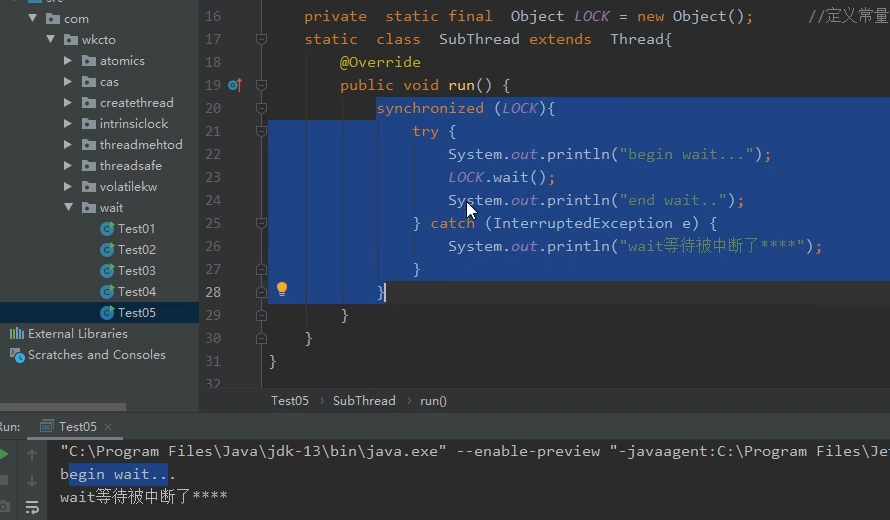 src
com
wkcto
atomics
cas
createthread
intrinsiclock
threadmehtod
threadsafe
volatilekw
wait
Test01
Test02
Test03
Test04
Test05
External Libraries
Scratches and Consoles
16 private static final Object LOCK = new Object(); //定义常量
17 static class SubThread extends Thread{
18 @Override
19 public void run() {
20 synchronized (LOCK){
21 try {
22 System.out.println("begin wait...");
23 LOCK.wait();
24 System.out.println("end wait..");
25 } catch (InterruptedException e) {
26 System.out.println("wait等待被中断了****");
27 }
28 }
29 }
30 }
31 }
32
Test05 › SubThread › run()
Run: Test05 ×
"C:\Program Files\Java\jdk-13\bin\java.exe" --enable-preview "-javaagent:C:\Program Files\Je
begin wait...
wait等待被中断了****